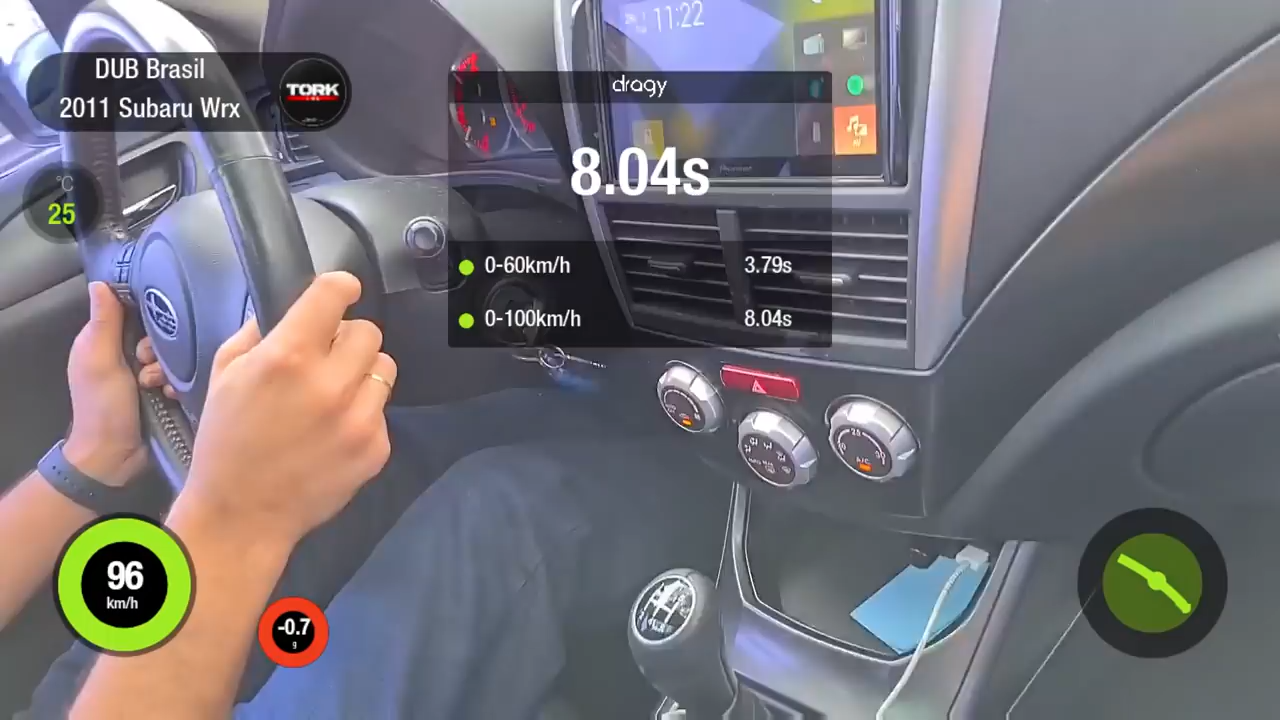 DUB Brasil
2011 Subaru Wrx
TORK
°C
25
11:22
dragy
8.04s
0-60km/h 3.79s
0-100km/h 8.04s
96
km/h
-0.7
g
A/C